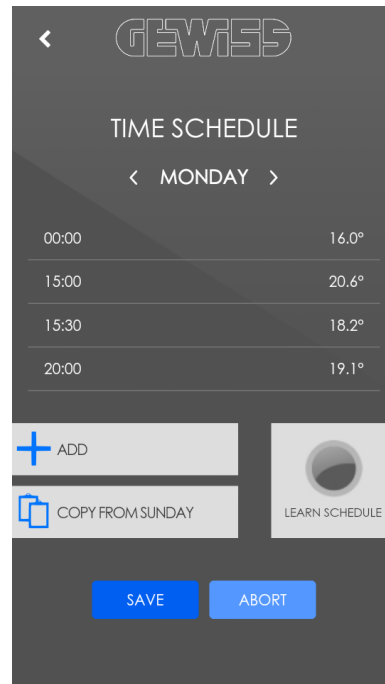 GEWISS
TIME SCHEDULE
< MONDAY >
00:00 16.0°
15:00 20.6°
15:30 18.2°
20:00 19.1°
ADD
COPY FROM SUNDAY
LEARN SCHEDULE
SAVE ABORT